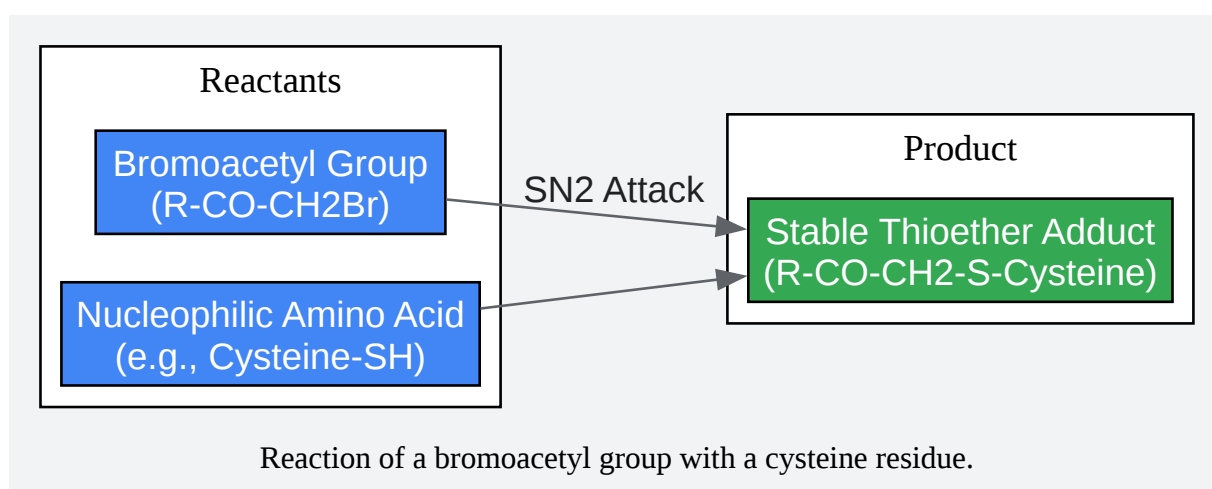 Reactants
Bromoacetyl Group
(R-CO-CH2Br)
Nucleophilic Amino Acid
(e.g., Cysteine-SH)
SN2 Attack
Product
Stable Thioether Adduct
(R-CO-CH2-S-Cysteine)
Reaction of a bromoacetyl group with a cysteine residue.